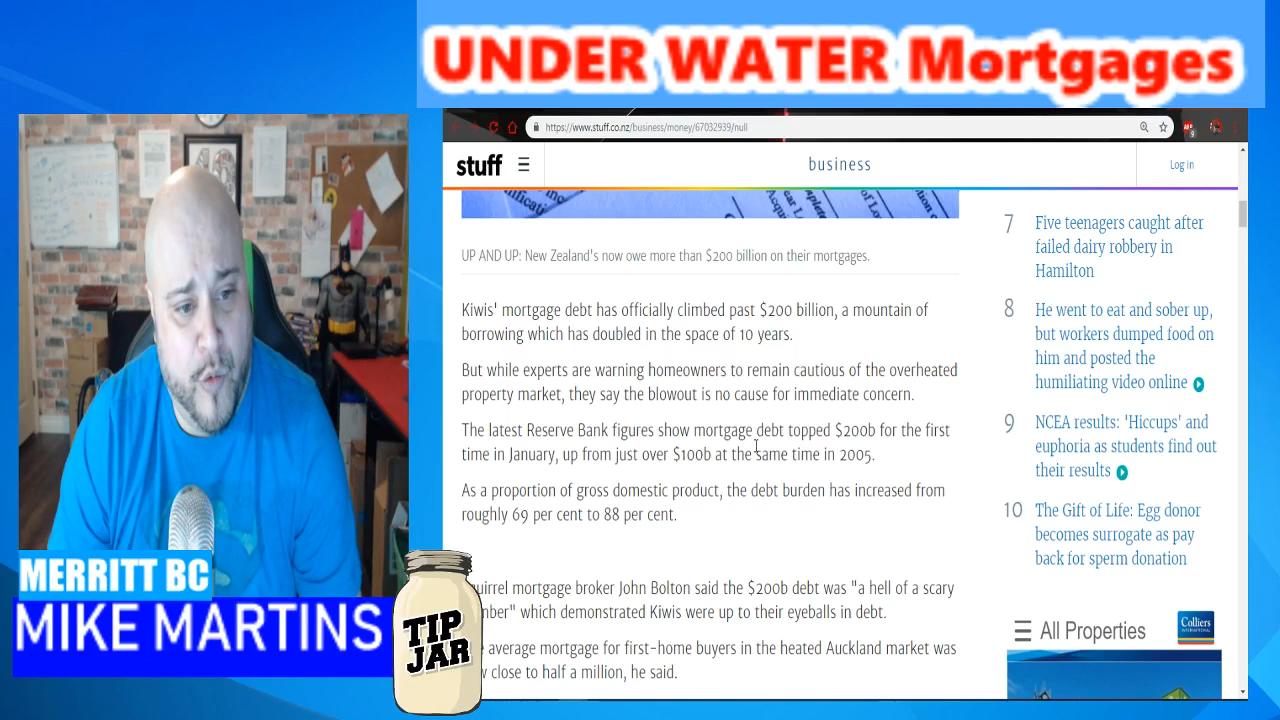 UNDER WATER Mortgages
https://www.stuff.co.nz/business/money/67032939/null
stuff
business
Log in
UP AND UP: New Zealand's now owe more than $200 billion on their mortgages.
Kiwis' mortgage debt has officially climbed past $200 billion, a mountain of
borrowing which has doubled in the space of 10 years.
But while experts are warning homeowners to remain cautious of the overheated
property market, they say the blowout is no cause for immediate concern.
The latest Reserve Bank figures show mortgage debt topped $200b for the first
time in January, up from just over $100b at the same time in 2005.
As a proportion of gross domestic product, the debt burden has increased from
roughly 69 per cent to 88 per cent.
mortgage broker John Bolton said the $200b debt was "a hell of a scary
which demonstrated Kiwis were up to their eyeballs in debt.
average mortgage for first-home buyers in the heated Auckland market was
close to half a million, he said.
7 Five teenagers caught after
failed dairy robbery in
Hamilton
8 He went to eat and sober up,
but workers dumped food on
him and posted the
humiliating video online
9 NCEA results: 'Hiccups' and
euphoria as students find out
their results
10 The Gift of Life: Egg donor
becomes surrogate as pay
back for sperm donation
All Properties
Colliers
INTERNATIONAL
MERRITT BC
MIKE MARTINS
TIP
JAR